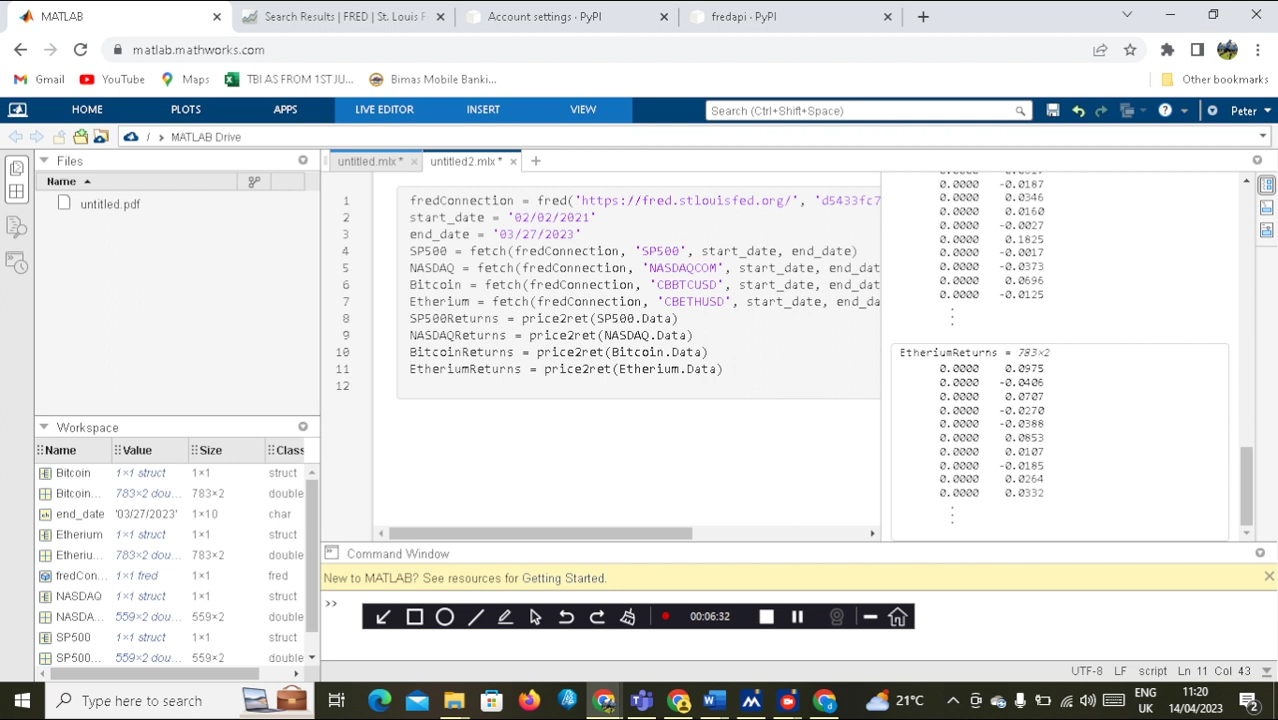 MATLAB
Search Results | FRED | St. Louis F
Account settings · PyPI
fredapi · PyPI
matlab.mathworks.com
Gmail
YouTube
Maps
TBI AS FROM 1ST JU...
Bimas Mobile Banki...
Other bookmarks
HOME
PLOTS
APPS
LIVE EDITOR
INSERT
VIEW
Search (Ctrl+Shift+Space)
Peter
/ > MATLAB Drive
Files
Name
untitled.pdf
untitled.mlx *
untitled2.mlx *
1 fredConnection = fred('https://fred.stlouisfed.org/', 'd5433fc7
2 start_date = '02/02/2021'
3 end_date = '03/27/2023'
4 SP500 = fetch(fredConnection, 'SP500', start_date, end_date)
5 NASDAQ = fetch(fredConnection, 'NASDAQCOM', start_date, end_dat
6 Bitcoin = fetch(fredConnection, 'CBBTCUSD', start_date, end_dat
7 Etherium = fetch(fredConnection, 'CBETHUSD', start_date, end_da
8 SP500Returns = price2ret(SP500.Data)
9 NASDAQReturns = price2ret(NASDAQ.Data)
10 BitcoinReturns = price2ret(Bitcoin.Data)
11 EtheriumReturns = price2ret(Etherium.Data)
12
0.0000 -0.0187
0.0000 0.0346
0.0000 0.0160
0.0000 -0.0027
0.0000 0.1825
0.0000 -0.0017
0.0000 -0.0373
0.0000 0.0696
0.0000 -0.0125
EtheriumReturns = 783×2
0.0000 0.0975
0.0000 -0.0406
0.0000 0.0707
0.0000 -0.0270
0.0000 -0.0388
0.0000 0.0853
0.0000 0.0107
0.0000 -0.0185
0.0000 0.0264
0.0000 0.0332
Workspace
Name Value Size Class
Bitcoin 1×1 struct 1×1 struct
Bitcoin... 783×2 dou... 783×2 double
end_date '03/27/2023' 1×10 char
Etherium 1×1 struct 1×1 struct
Etheriu... 783×2 dou... 783×2 double
fredCon... 1×1 fred 1×1 fred
NASDAQ 1×1 struct 1×1 struct
NASDA... 559×2 dou... 559×2 double
SP500 1×1 struct 1×1 struct
SP500... 559×2 dou... 559×2 double
Command Window
New to MATLAB? See resources for Getting Started.
>>
00:06:32
UTF-8 LF script Ln 11 Col 43
Type here to search
21°C
ENG
UK
11:20
14/04/2023
2